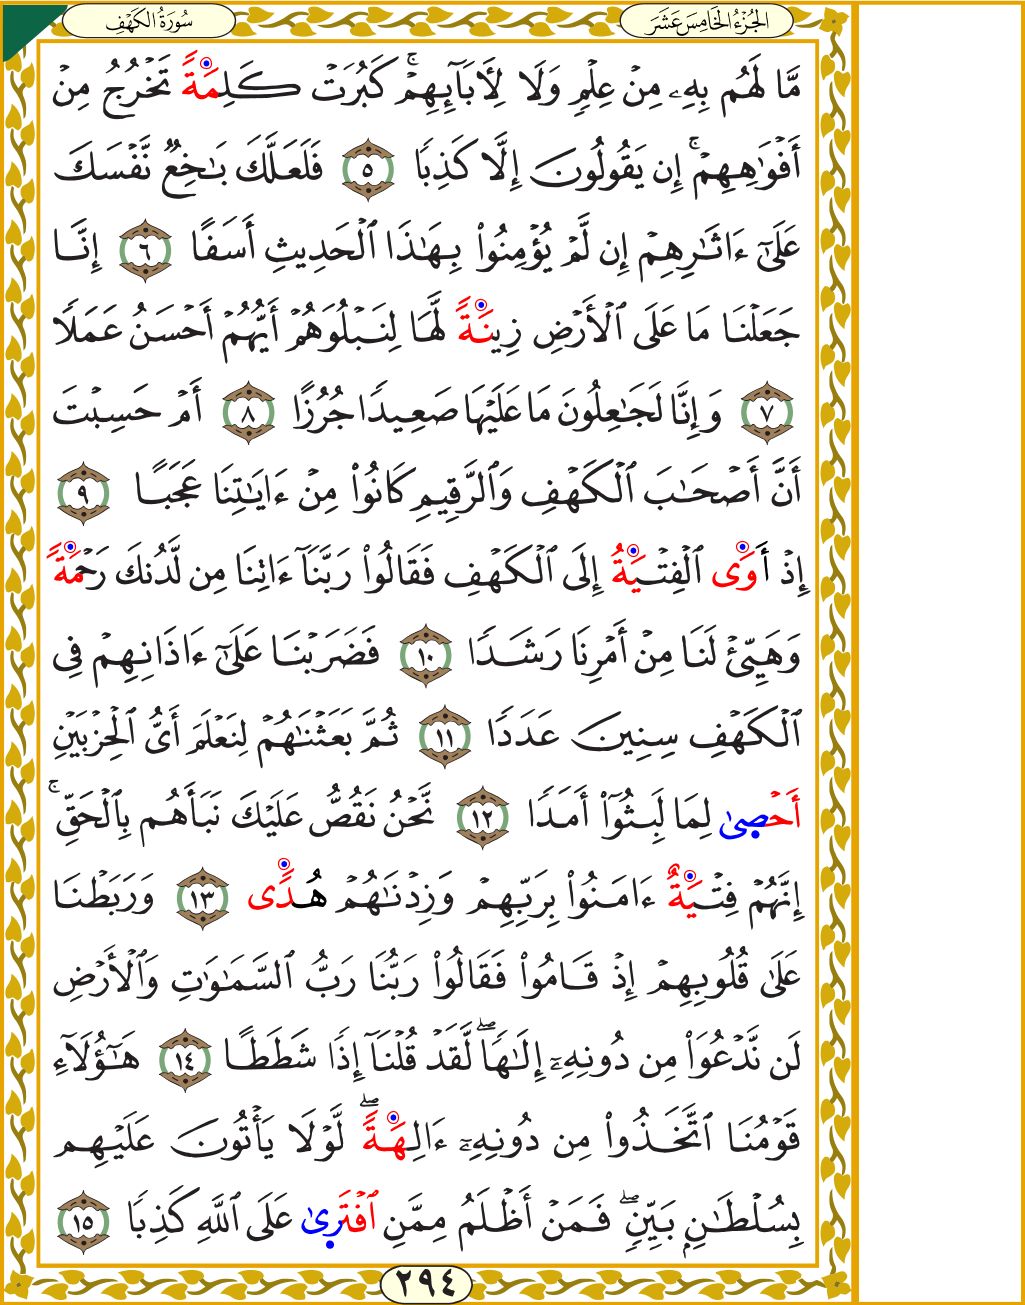 الجُزْءُ الخَامِسَ عَشَرَ
سُورَةُ الكَهْفِ
مَّا لَهُم بِهِۦ مِنْ عِلْمٍ وَلَا لِأَبَآئِهِمْۚ كَبُرَتْ كَلِمَةً تَخْرُجُ مِنْ
أَفْوَٰهِهِمْۚ إِن يَقُولُونَ إِلَّا كَذِبًا ٥ فَلَعَلَّكَ بَٰخِعٌ نَّفْسَكَ
عَلَىٰٓ ءَاثَٰرِهِمْ إِن لَّمْ يُؤْمِنُوا۟ بِهَٰذَا ٱلْحَدِيثِ أَسَفًا ٦ إِنَّا
جَعَلْنَا مَا عَلَى ٱلْأَرْضِ زِينَةً لَّهَا لِنَبْلُوَهُمْ أَيُّهُمْ أَحْسَنُ عَمَلًا
٧ وَإِنَّا لَجَٰعِلُونَ مَا عَلَيْهَا صَعِيدًا جُرُزًا ٨ أَمْ حَسِبْتَ
أَنَّ أَصْحَٰبَ ٱلْكَهْفِ وَٱلرَّقِيمِ كَانُوا۟ مِنْ ءَايَٰتِنَا عَجَبًا ٩
إِذْ أَوَى ٱلْفِتْيَةُ إِلَى ٱلْكَهْفِ فَقَالُوا۟ رَبَّنَآ ءَاتِنَا مِن لَّدُنكَ رَحْمَةً
وَهَيِّئْ لَنَا مِنْ أَمْرِنَا رَشَدًا ١٠ فَضَرَبْنَا عَلَىٰٓ ءَاذَانِهِمْ فِى
ٱلْكَهْفِ سِنِينَ عَدَدًا ١١ ثُمَّ بَعَثْنَٰهُمْ لِنَعْلَمَ أَىُّ ٱلْحِزْبَيْنِ
أَحْصَىٰ لِمَا لَبِثُوٓا۟ أَمَدًا ١٢ نَّحْنُ نَقُصُّ عَلَيْكَ نَبَأَهُم بِٱلْحَقِّۚ
إِنَّهُمْ فِتْيَةٌ ءَامَنُوا۟ بِرَبِّهِمْ وَزِدْنَٰهُمْ هُدًى ١٣ وَرَبَطْنَا
عَلَىٰ قُلُوبِهِمْ إِذْ قَامُوا۟ فَقَالُوا۟ رَبُّنَا رَبُّ ٱلسَّمَٰوَٰتِ وَٱلْأَرْضِ
لَن نَّدْعُوَا۟ مِن دُونِهِۦٓ إِلَٰهًاۖ لَّقَدْ قُلْنَآ إِذًا شَطَطًا ١٤ هَٰٓؤُلَآءِ
قَوْمُنَا ٱتَّخَذُوا۟ مِن دُونِهِۦٓ ءَالِهَةًۖ لَّوْلَا يَأْتُونَ عَلَيْهِم
بِسُلْطَٰنٍۭ بَيِّنٍۖ فَمَنْ أَظْلَمُ مِمَّنِ ٱفْتَرَىٰ عَلَى ٱللَّهِ كَذِبًا ١٥
٢٩٤